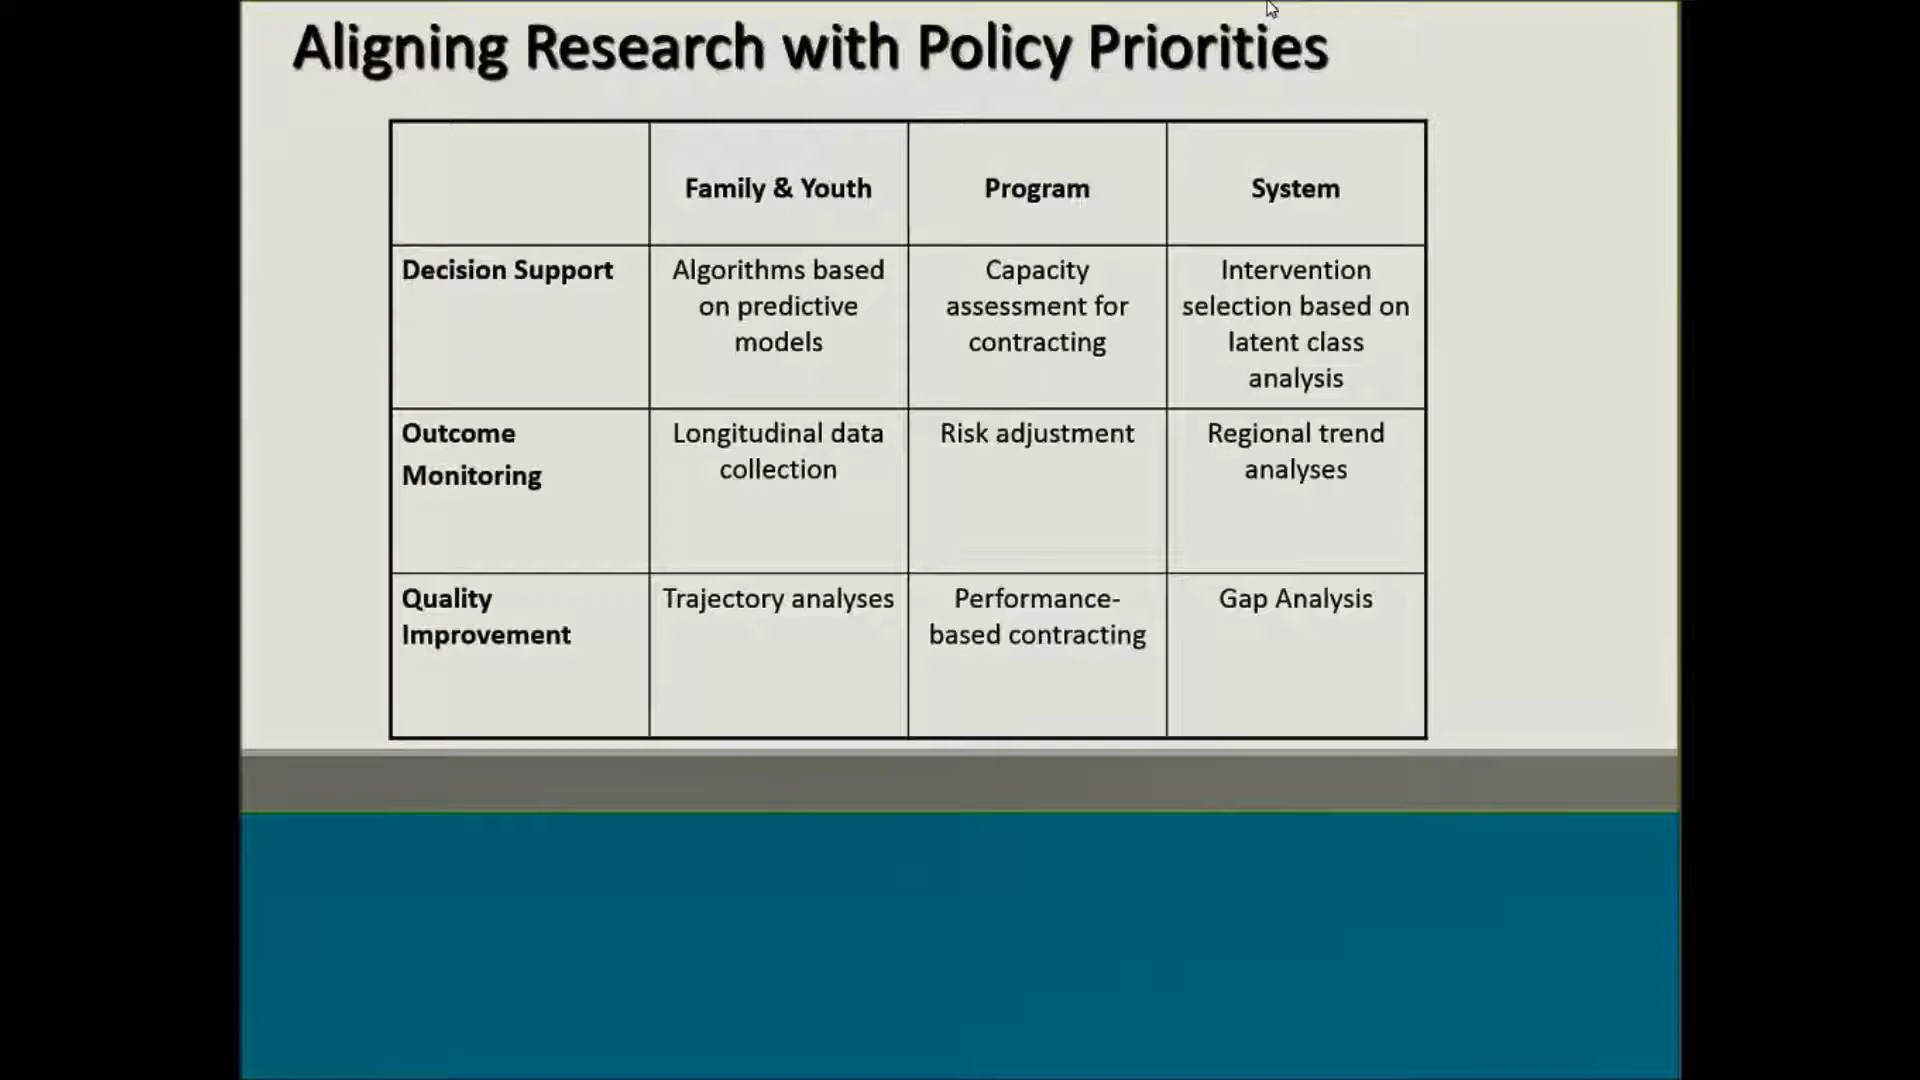 Aligning Research with Policy Priorities
Family & Youth
Program
System
Decision Support
Algorithms based
on predictive
models
Capacity
assessment for
contracting
Intervention
selection based on
latent class
analysis
Outcome
Monitoring
Longitudinal data
collection
Risk adjustment
Regional trend
analyses
Quality
Improvement
Trajectory analyses
Performance-
based contracting
Gap Analysis